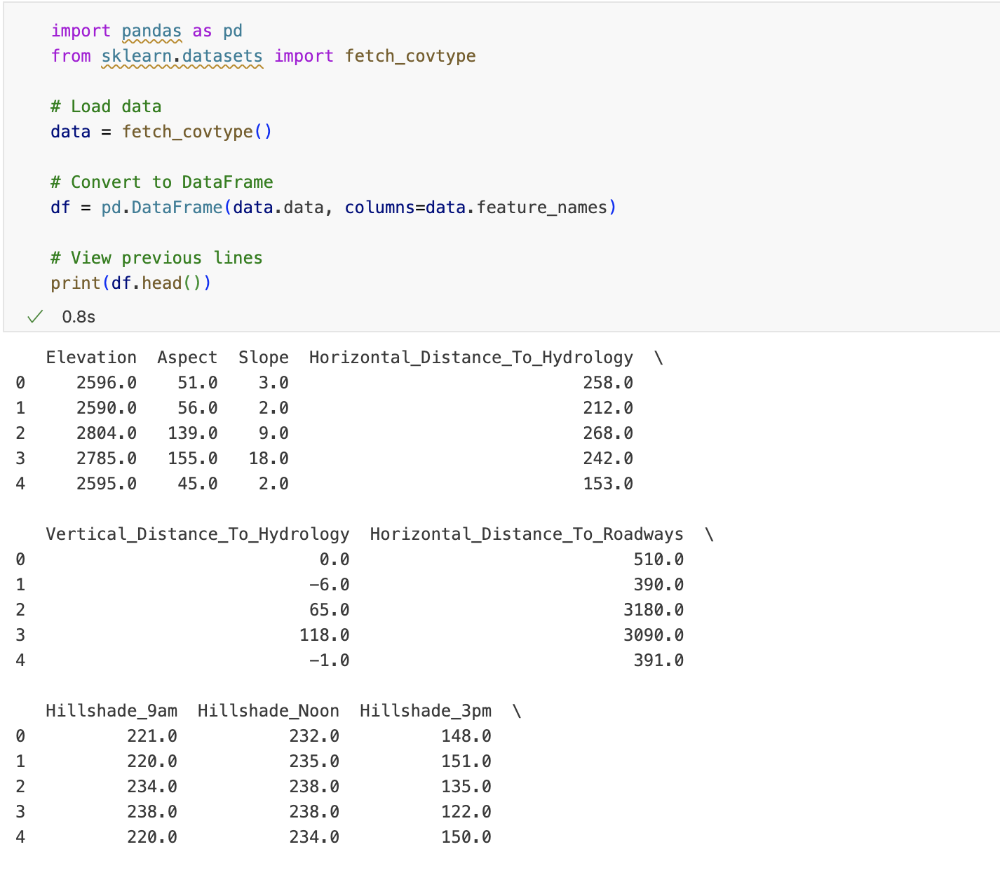 import pandas as pd
from sklearn.datasets import fetch_covtype
# Load data
data = fetch_covtype()
# Convert to DataFrame
df = pd.DataFrame(data.data, columns=data.feature_names)
# View previous lines
print(df.head())
✓ 0.8s
Elevation Aspect Slope Horizontal_Distance_To_Hydrology \
0 2596.0 51.0 3.0 258.0
1 2590.0 56.0 2.0 212.0
2 2804.0 139.0 9.0 268.0
3 2785.0 155.0 18.0 242.0
4 2595.0 45.0 2.0 153.0
Vertical_Distance_To_Hydrology Horizontal_Distance_To_Roadways \
0 0.0 510.0
1 -6.0 390.0
2 65.0 3180.0
3 118.0 3090.0
4 -1.0 391.0
Hillshade_9am Hillshade_Noon Hillshade_3pm \
0 221.0 232.0 148.0
1 220.0 235.0 151.0
2 234.0 238.0 135.0
3 238.0 238.0 122.0
4 220.0 234.0 150.0